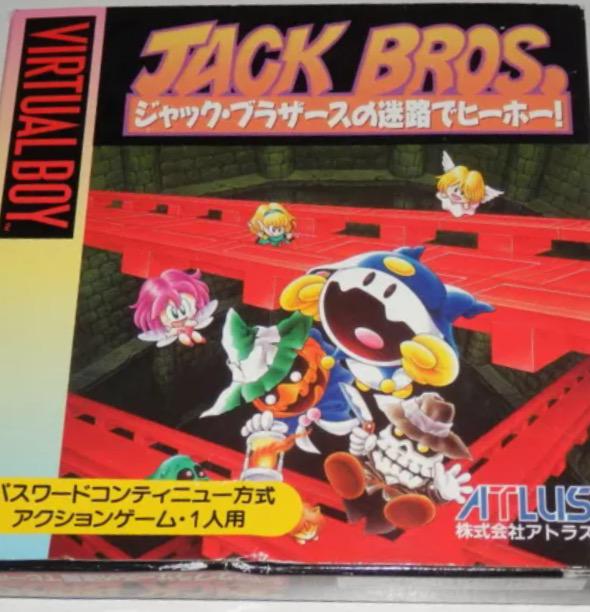 VIRTUAL BOY™
JACK BROS.
ジャック・ブラザースの迷路でヒーホー!
パスワードコンティニュー方式
アクションゲーム・1人用
ATLUS
株式会社アトラス